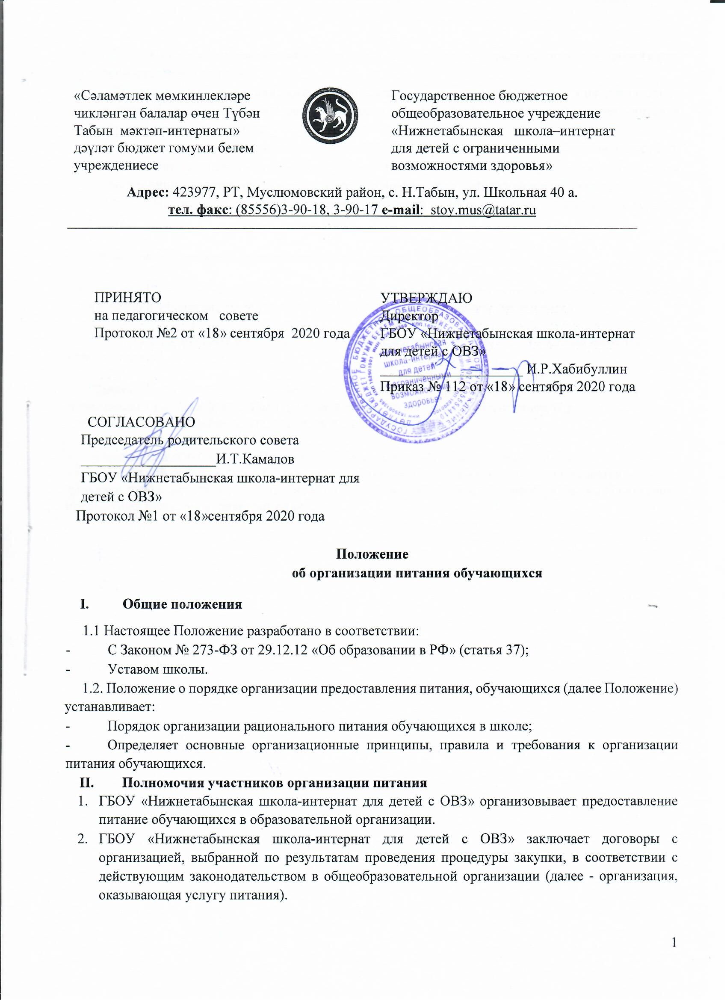 «Сәламәтлек мөмкинлекләре
чикләнгән балалар өчен Түбән
Табын мәктәп-интернаты»
дәүләт бюджет гомуми белем
учреждениесе
Государственное бюджетное
общеобразовательное учреждение
«Нижнетабынская школа–интернат
для детей с ограниченными
возможностями здоровья»
Адрес: 423977, РТ, Муслюмовский район, с. Н.Табын, ул. Школьная 40 а.
тел. факс: (85556)3-90-18, 3-90-17 e-mail: stoy.mus@tatar.ru
ПРИНЯТО
на педагогическом совете
Протокол №2 от «18» сентября 2020 года
УТВЕРЖДАЮ
Директор
ГБОУ «Нижнетабынская школа-интернат
для детей с ОВЗ»
____________________ И.Р.Хабибуллин
Приказ № 112 от «18» сентября 2020 года
школа-интернат
для детей
с ограниченными
возможностями
здоровья»
СОГЛАСОВАНО
Председатель родительского совета
___________________И.Т.Камалов
ГБОУ «Нижнетабынская школа-интернат для
детей с ОВЗ»
Протокол №1 от «18»сентября 2020 года
Положение
об организации питания обучающихся
I. Общие положения
1.1 Настоящее Положение разработано в соответствии:
- С Законом № 273-ФЗ от 29.12.12 «Об образовании в РФ» (статья 37);
- Уставом школы.
1.2. Положение о порядке организации предоставления питания, обучающихся (далее Положение)
устанавливает:
- Порядок организации рационального питания обучающихся в школе;
- Определяет основные организационные принципы, правила и требования к организации
питания обучающихся.
II. Полномочия участников организации питания
1. ГБОУ «Нижнетабынская школа-интернат для детей с ОВЗ» организовывает предоставление
питание обучающихся в образовательной организации.
2. ГБОУ «Нижнетабынская школа-интернат для детей с ОВЗ» заключает договоры с
организацией, выбранной по результатам проведения процедуры закупки, в соответствии с
действующим законодательством в общеобразовательной организации (далее - организация,
оказывающая услугу питания).
1